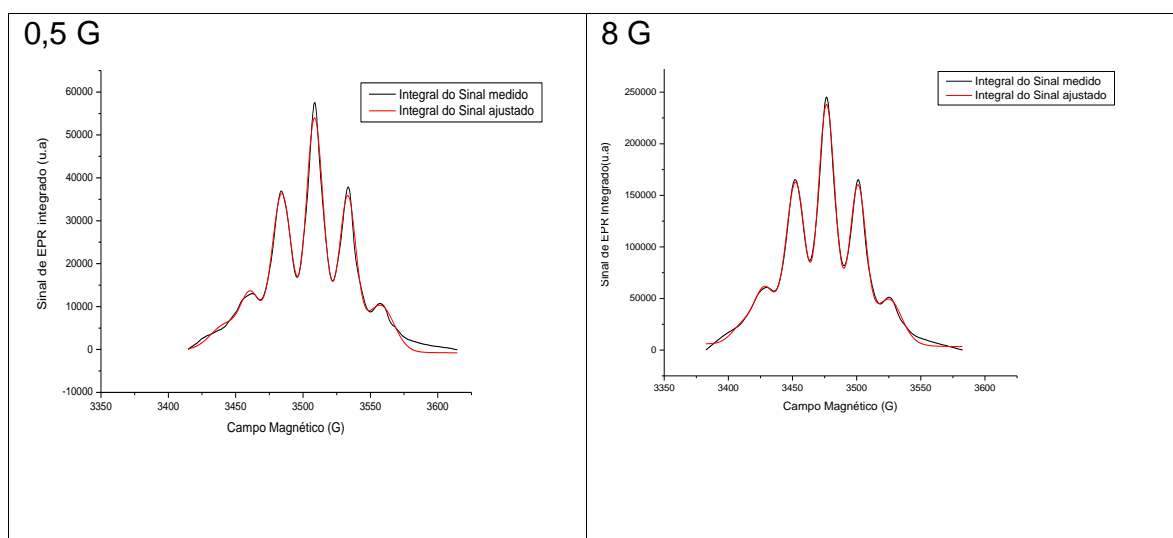 0,5 G
60000
50000
40000
30000
20000
10000
0
-10000
3350
3400
3450
3500
3550
3600
Sinal de EPR integrado (u.a)
Campo Magnético (G)
Integral do Sinal medido
Integral do Sinal ajustado
8 G
250000
200000
150000
100000
50000
0
3350
3400
3450
3500
3550
3600
Sinal de EPR Integrado(u.a)
Campo Magnético (G)
Integral do Sinal medido
Integral do Sinal ajustado